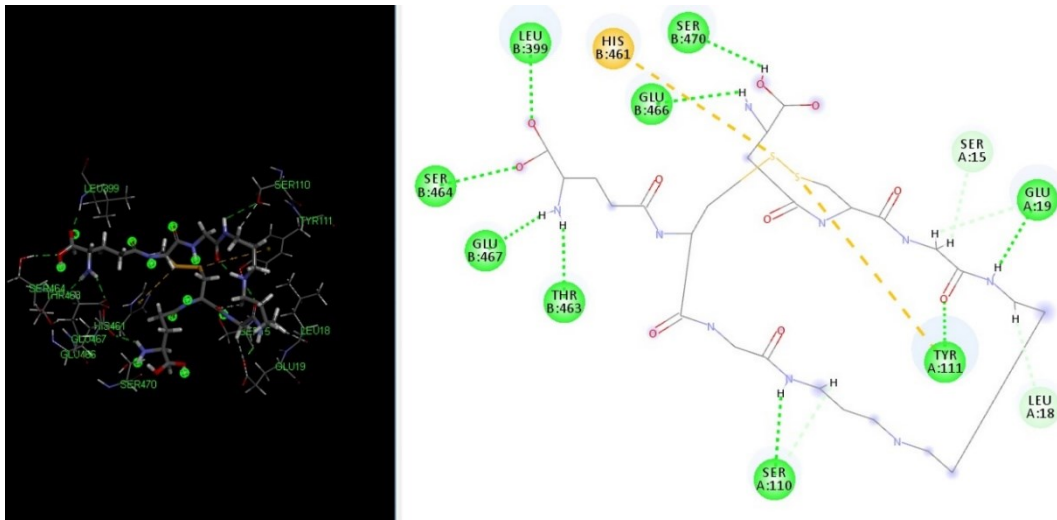 LEU399
SER110
TYR111
SER464
THR463
HIS461
GLU467
GLU466
SER15
LEU18
GLU19
SER470
LEU
B:399
HIS
B:461
SER
B:470
GLU
B:466
SER
B:464
GLU
B:467
THR
B:463
SER
A:15
GLU
A:19
TYR
A:111
LEU
A:18
SER
A:110
H
O
H
N
O
O
O
O
N
H
H
O
N
S
S
O
N
O
N
H
H
O
N
H
O
H
O
N
O
N
H
H
N